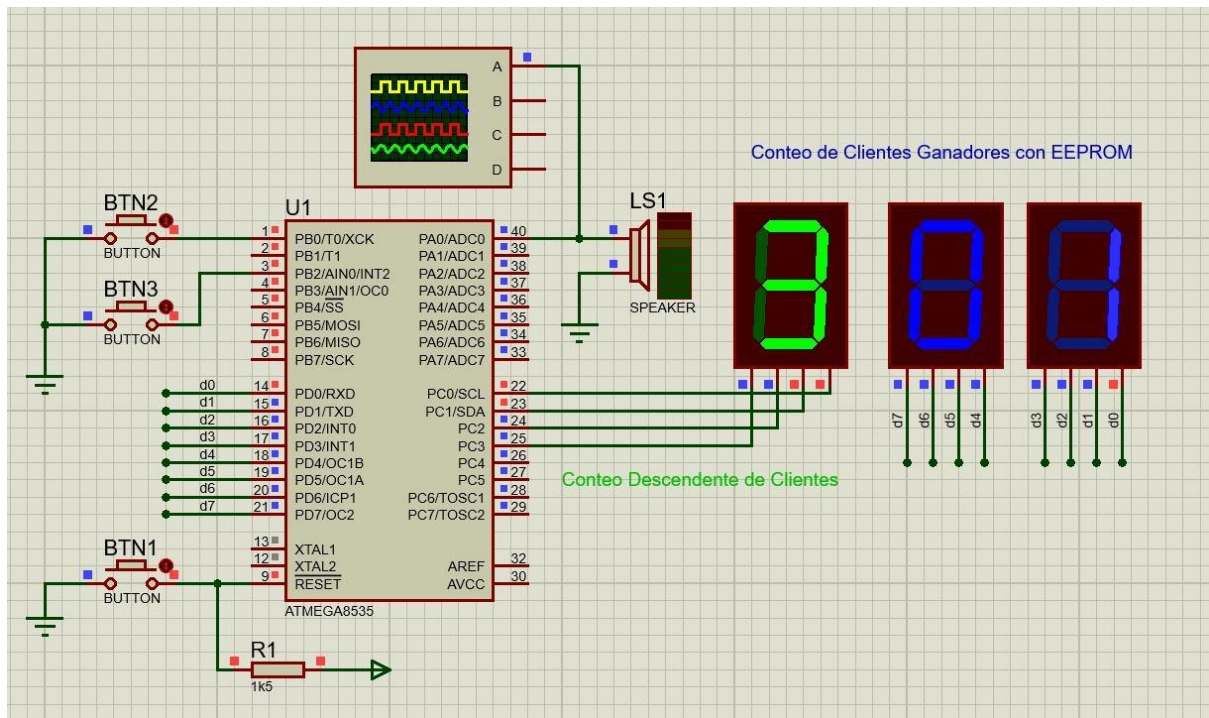 A
B
C
D
Conteo de Clientes Ganadores con EEPROM
BTN2
BUTTON
BTN3
BUTTON
U1
1 PB0/T0/XCK PA0/ADC0 40
2 PB1/T1 PA1/ADC1 39
3 PB2/AIN0/INT2 PA2/ADC2 38
4 PB3/AIN1/OC0 PA3/ADC3 37
5 PB4/SS PA4/ADC4 36
6 PB5/MOSI PA5/ADC5 35
7 PB6/MISO PA6/ADC6 34
8 PB7/SCK PA7/ADC7 33
d0 14 PD0/RXD PC0/SCL 22
d1 15 PD1/TXD PC1/SDA 23
d2 16 PD2/INT0 PC2 24
d3 17 PD3/INT1 PC3 25
d4 18 PD4/OC1B PC4 26
d5 19 PD5/OC1A PC5 27
d6 20 PD6/ICP1 PC6/TOSC1 28
d7 21 PD7/OC2 PC7/TOSC2 29
13 XTAL1
12 XTAL2 AREF 32
9 RESET AVCC 30
ATMEGA8535
LS1
SPEAKER
3 0 1
d7 d6 d5 d4 d3 d2 d1 d0
Conteo Descendente de Clientes
BTN1
BUTTON
R1
1k5